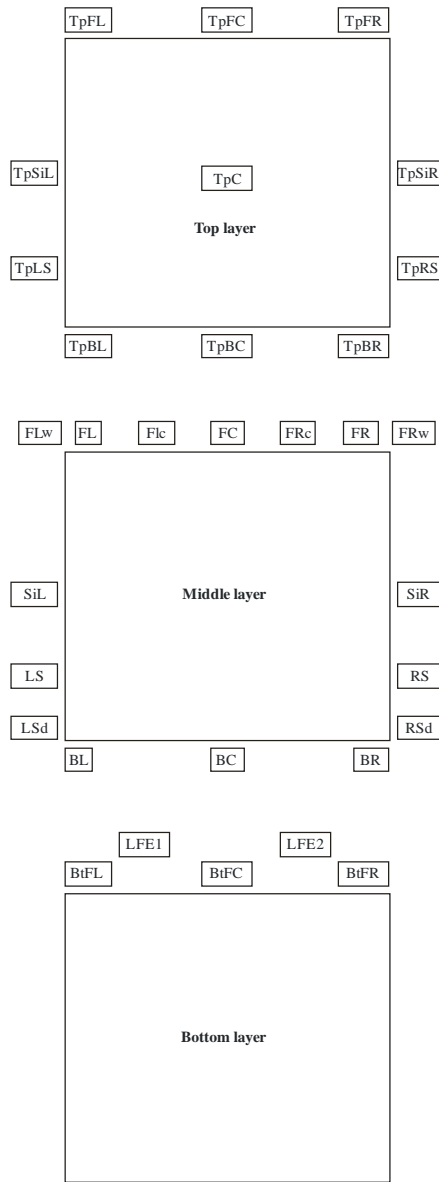 TpFL TpFC TpFR
TpSiL TpC TpSiR
Top layer
TpLS TpRS
TpBL TpBC TpBR
FLw FL Flc FC FRc FR FRw
SiL Middle layer SiR
LS RS
LSd RSd
BL BC BR
LFE1 LFE2
BtFL BtFC BtFR
Bottom layer